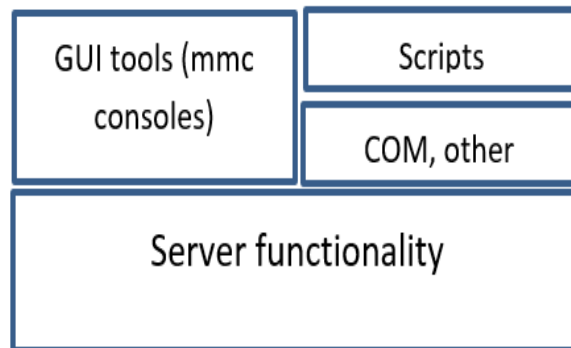 GUI tools (mmc
consoles)
Scripts
COM, other
Server functionality